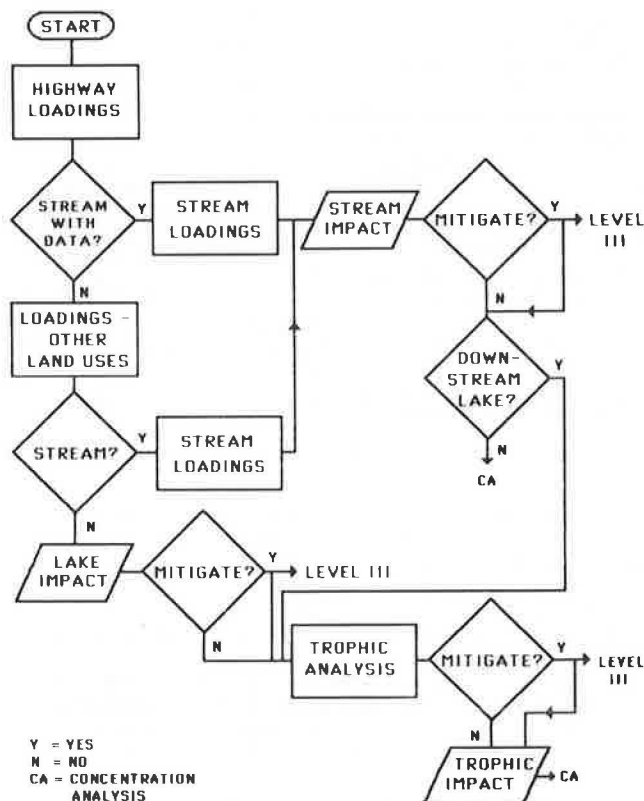 START
HIGHWAY
LOADINGS
STREAM
WITH
DATA?
Y
STREAM
LOADINGS
STREAM
IMPACT
MITIGATE?
Y
LEVEL
III
N
N
LOADINGS -
OTHER
LAND USES
DOWN-
STREAM
LAKE?
Y
N
CA
STREAM?
Y
STREAM
LOADINGS
N
LAKE
IMPACT
MITIGATE?
Y
LEVEL III
N
TROPHIC
ANALYSIS
MITIGATE?
Y
LEVEL
III
N
TROPHIC
IMPACT
CA
Y = YES
N = NO
CA = CONCENTRATION
ANALYSIS